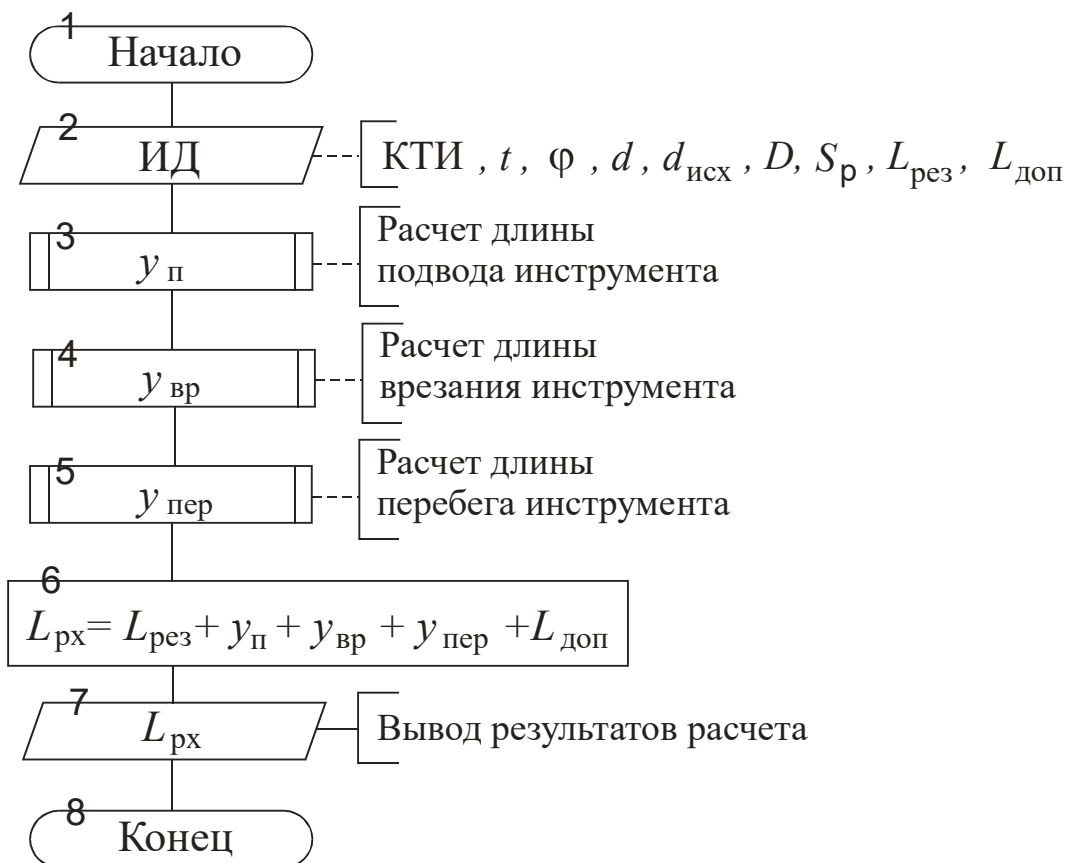 1
Начало
2
ИД
КТИ , t, φ , d, dисх , D, Sр , Lрез , Lдоп
3
yп
Расчет длины
подвода инструмента
4
yвр
Расчет длины
врезания инструмента
5
yпер
Расчет длины
перебега инструмента
6
Lрх= Lрез+ yп + yвр + yпер +Lдоп
7
Lрх
Вывод результатов расчета
8
Конец